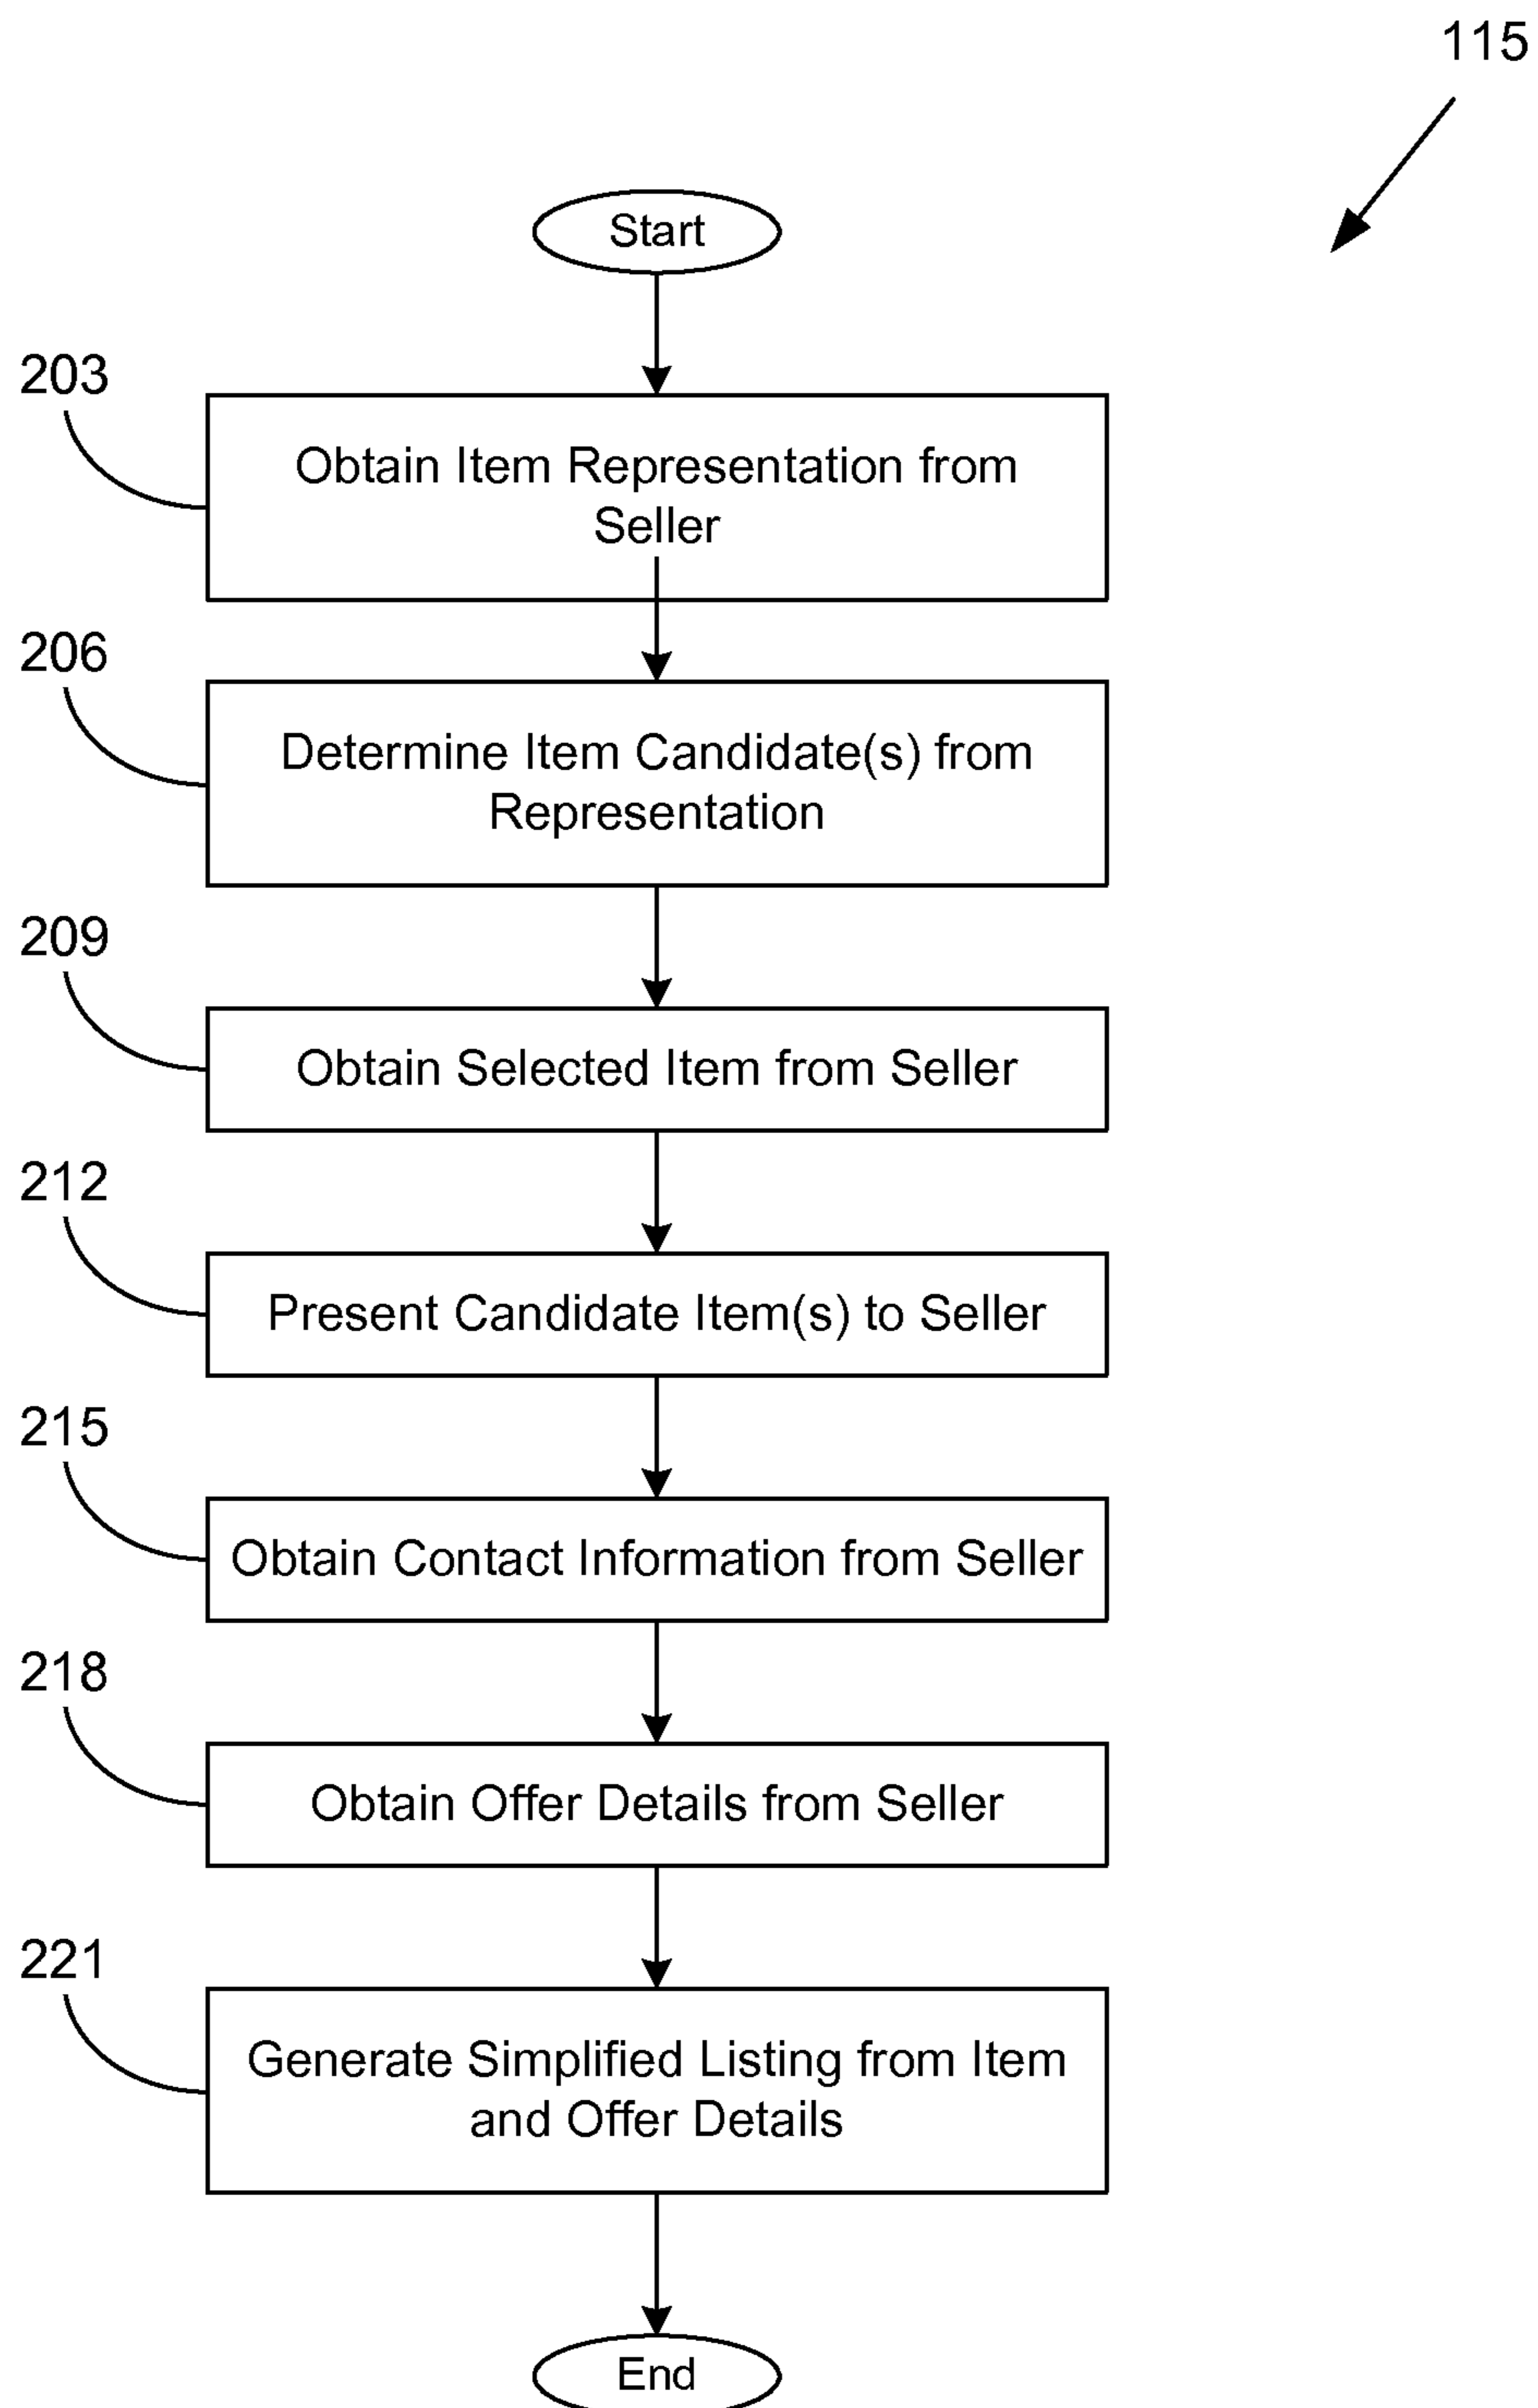 115
Start
203
Obtain Item Representation from
Seller
206
Determine Item Candidate(s) from
Representation
209
Obtain Selected Item from Seller
212
Present Candidate Item(s) to Seller
215
Obtain Contact Information from Seller
218
Obtain Offer Details from Seller
221
Generate Simplified Listing from Item
and Offer Details
End